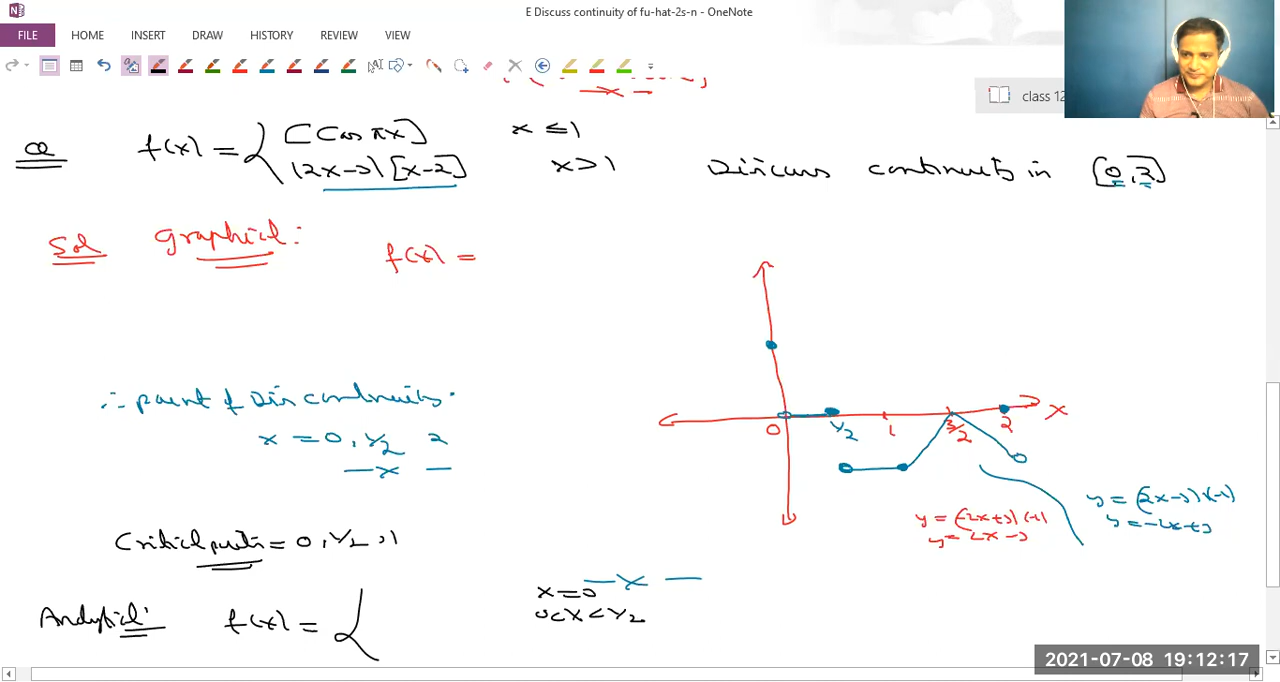 E Discuss continuity of fu-hat-2s-n - OneNote
FILE HOME INSERT DRAW HISTORY REVIEW VIEW
class 12
Q f(x) = { [Cos πx] x ≤ 1
|2x-3| [x-2] x > 1 Discuss continuity in [0,2]
Sol Graphical: f(x) =
∴ point of Discontinuity.
x = 0, 1/2 2
— x —
0 1/2 1 3/2 2 X
y = (2x-3)(-1)
y = -2x+3
y = (-2x+3)(-1)
y = 2x-3
Critical points = 0, 1/2, 1
— x —
Analytical: f(x) = {
x = 0
0 < x < 1/2
2021-07-08 19:12:17